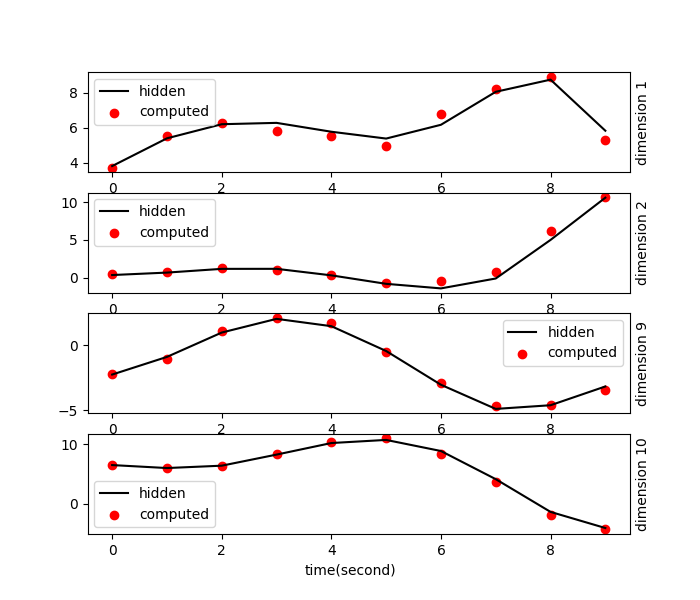 8
6
4
hidden
computed
dimension 1
0 2 4 6 8
10
5
0
hidden
computed
dimension 2
0 2 4 6 8
0
−5
hidden
computed
dimension 9
0 2 4 6 8
10
0
hidden
computed
dimension 10
0 2 4 6 8
time(second)